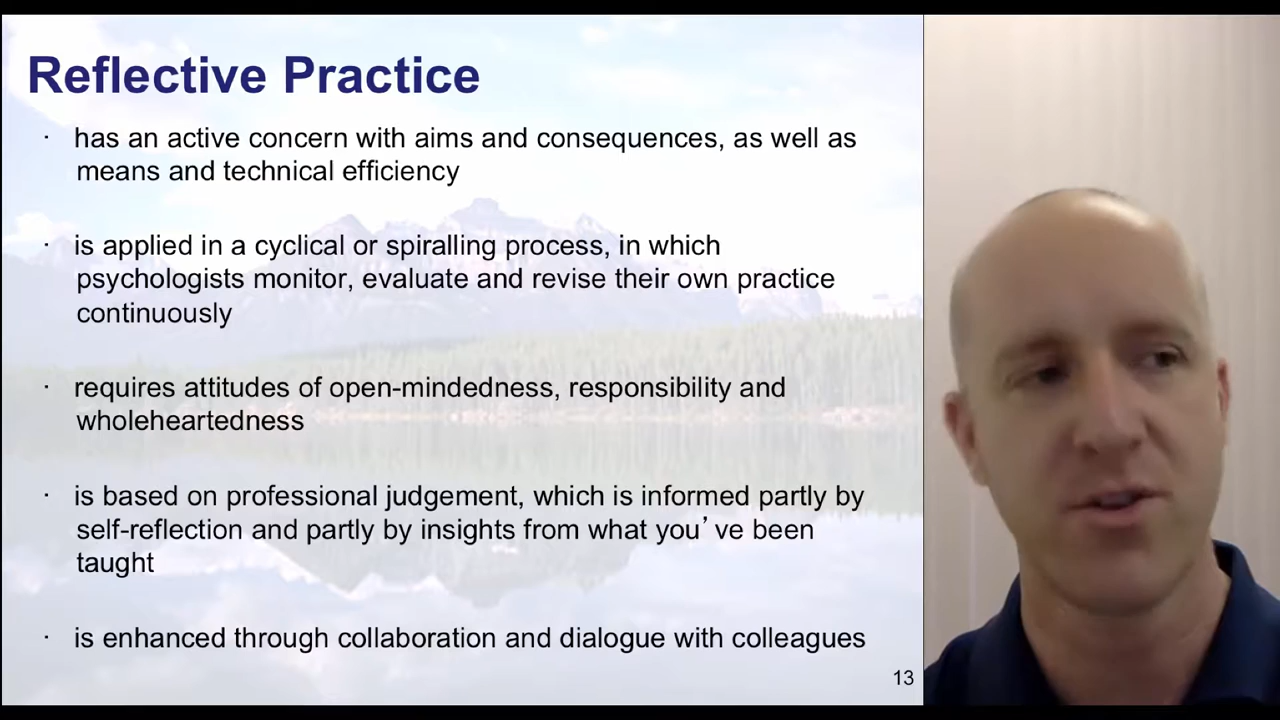 Reflective Practice
· has an active concern with aims and consequences, as well as
means and technical efficiency
· is applied in a cyclical or spiralling process, in which
psychologists monitor, evaluate and revise their own practice
continuously
· requires attitudes of open-mindedness, responsibility and
wholeheartedness
· is based on professional judgement, which is informed partly by
self-reflection and partly by insights from what you’ve been
taught
· is enhanced through collaboration and dialogue with colleagues
13